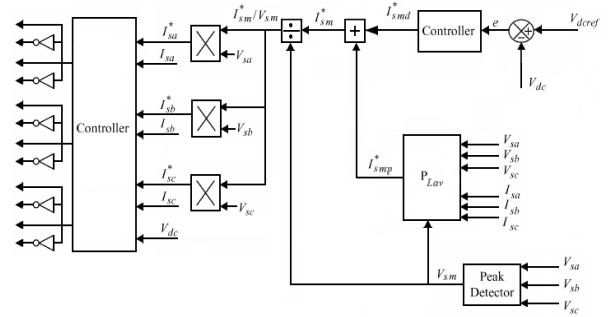 I*sm/Vsm
I*sm
I*smd
e
Vdcref
I*sa
÷
+
Controller
- +
Isa
Vsa
Vdc
I*sb
Controller
Isb
Vsb
Vsa
Vsb
I*smp
PLav
Vsc
I*sc
Isa
Isb
Isc
Vsc
Isc
Vdc
Vsm
Peak
Detector
Vsa
Vsb
Vsc